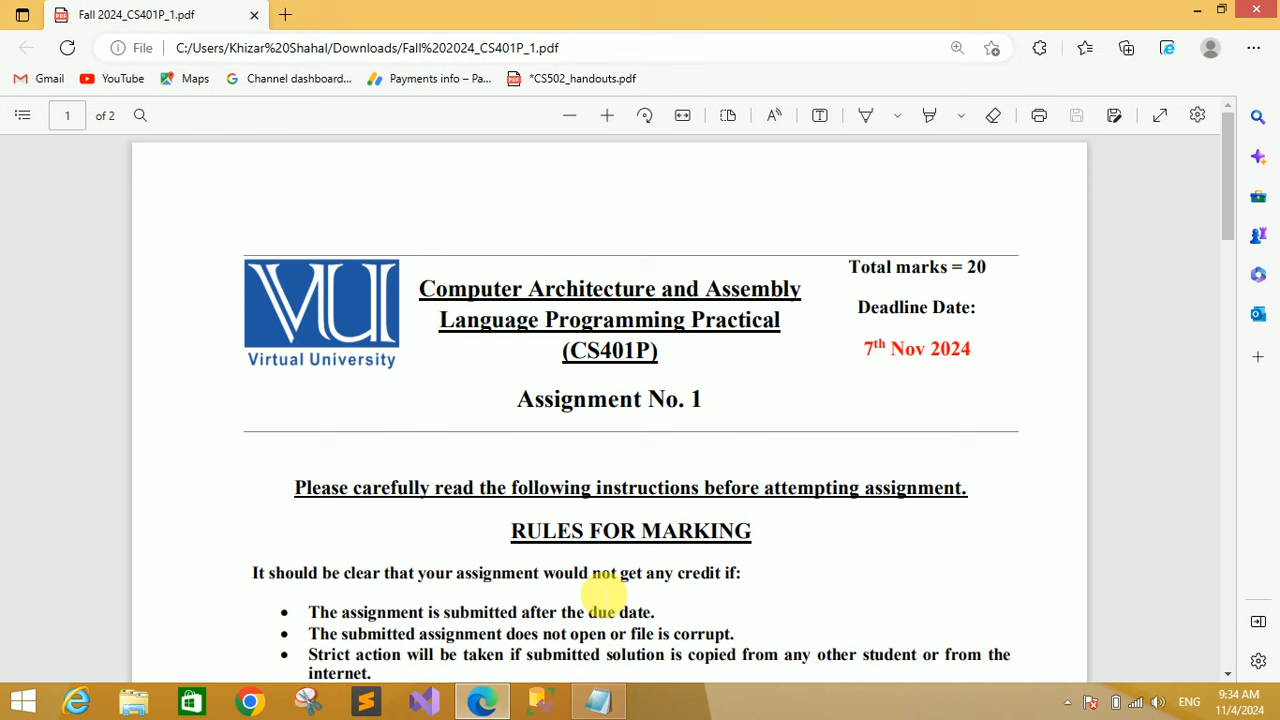 Fall 2024_CS401P_1.pdf
File
C:/Users/Khizar%20Shahal/Downloads/Fall%202024_CS401P_1.pdf
Gmail
YouTube
Maps
Channel dashboard...
Payments info – Pa...
*CS502_handouts.pdf
1
of 2
VU
Virtual University
Computer Architecture and Assembly
Language Programming Practical
(CS401P)
Assignment No. 1
Total marks = 20
Deadline Date:
7th Nov 2024
Please carefully read the following instructions before attempting assignment.
RULES FOR MARKING
It should be clear that your assignment would not get any credit if:
• The assignment is submitted after the due date.
• The submitted assignment does not open or file is corrupt.
• Strict action will be taken if submitted solution is copied from any other student or from the
internet.
ENG
9:34 AM
11/4/2024